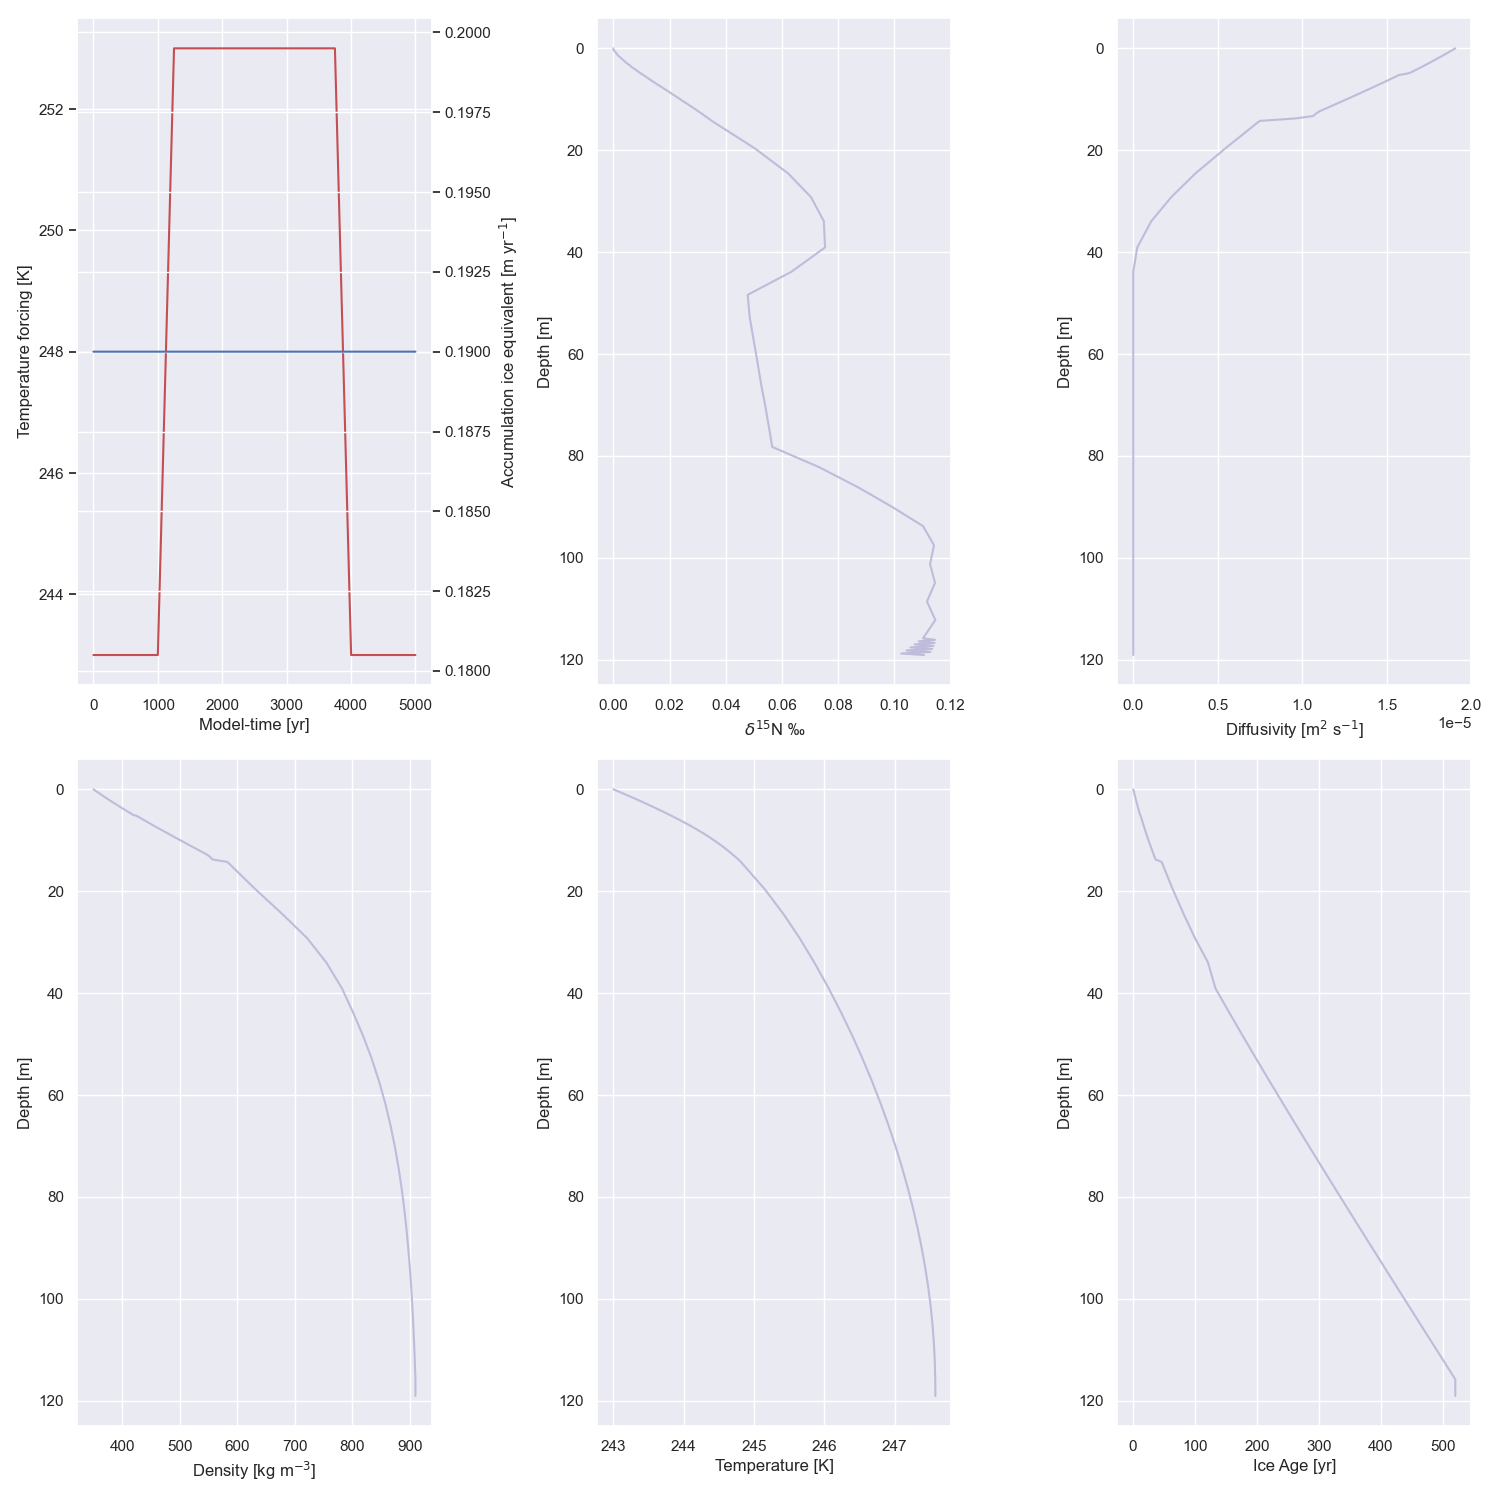 Temperature forcing [K]
252
250
248
246
244
0 1000 2000 3000 4000 5000
Model-time [yr]
0.2000
0.1975
0.1950
0.1925
0.1900
0.1875
0.1850
0.1825
0.1800
Accumulation ice equivalent [m yr⁻¹]
Depth [m]
0
20
40
60
80
100
120
0.00 0.02 0.04 0.06 0.08 0.10 0.12
δ¹⁵N ‰
Depth [m]
0
20
40
60
80
100
120
0.0 0.5 1.0 1.5 2.0
1e−5
Diffusivity [m² s⁻¹]
Depth [m]
0
20
40
60
80
100
120
400 500 600 700 800 900
Density [kg m⁻³]
Depth [m]
0
20
40
60
80
100
120
243 244 245 246 247
Temperature [K]
Depth [m]
0
20
40
60
80
100
120
0 100 200 300 400 500
Ice Age [yr]